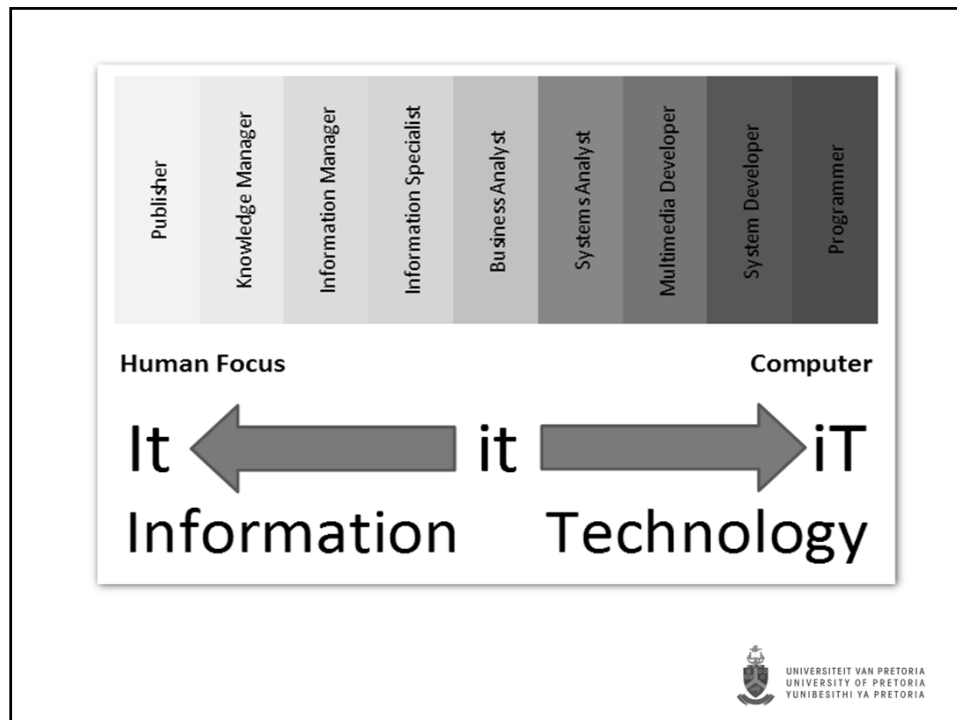 Publisher
Knowledge Manager
Information Manager
Information Specialist
Business Analyst
Systems Analyst
Multimedia Developer
System Developer
Programmer
Human Focus
Computer
It it iT
Information Technology
UNIVERSITEIT VAN PRETORIA
UNIVERSITY OF PRETORIA
YUNIBESITHI YA PRETORIA